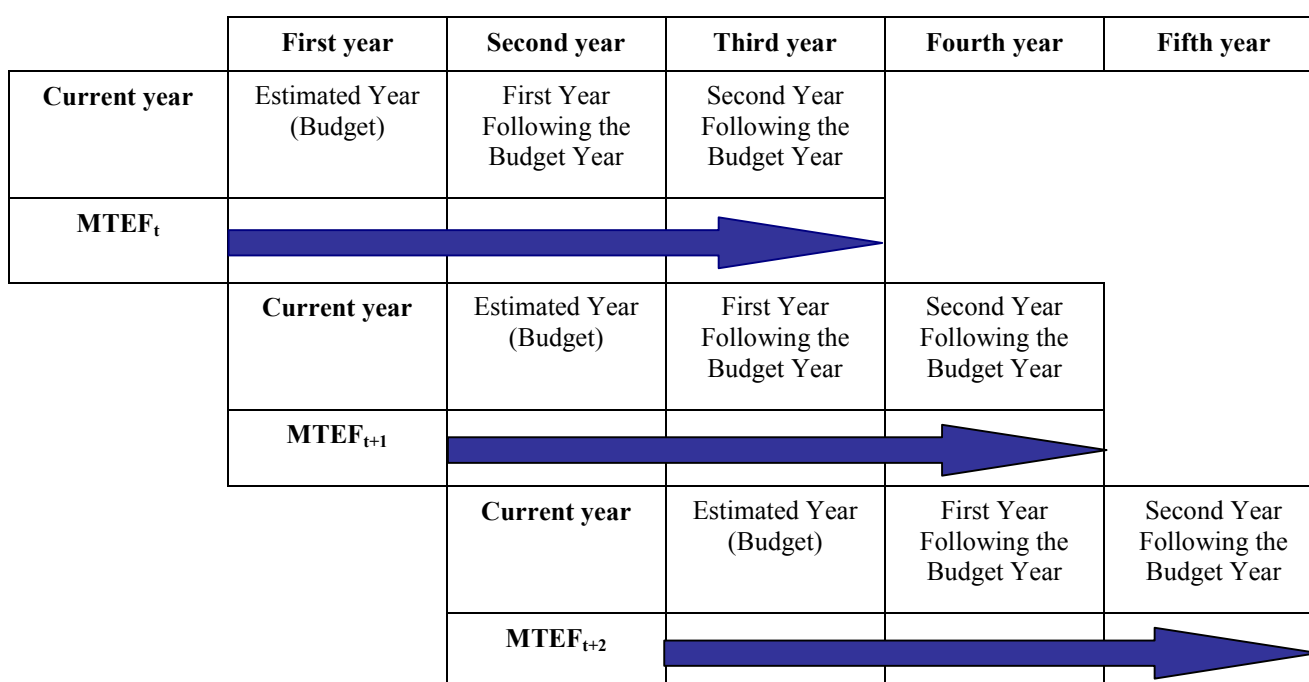 First year Second year Third year Fourth year Fifth year
Current year Estimated Year First Year Second Year
(Budget) Following the Following the
Budget Year Budget Year
MTEFt
Current year Estimated Year First Year Second Year
(Budget) Following the Following the
Budget Year Budget Year
MTEFt+1
Current year Estimated Year First Year Second Year
(Budget) Following the Following the
Budget Year Budget Year
MTEFt+2